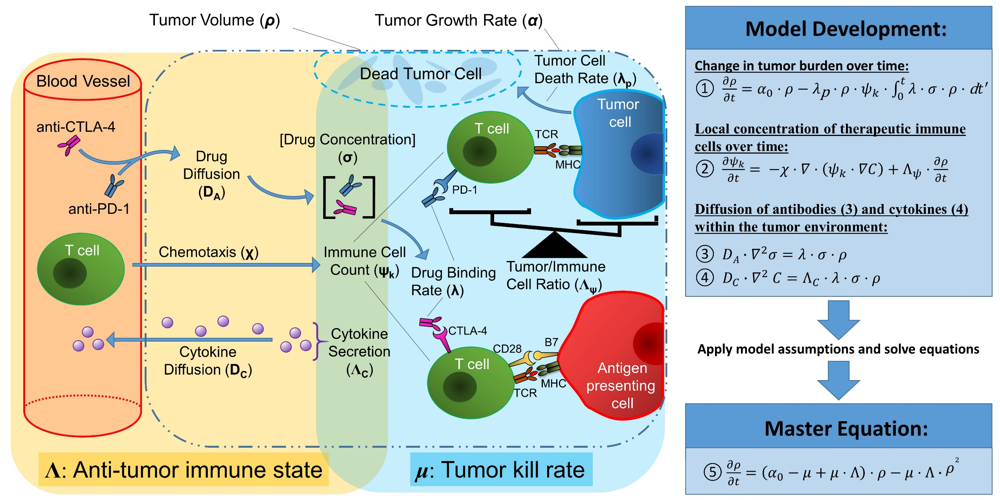 Tumor Volume (ρ)
Tumor Growth Rate (α)
Blood Vessel
Dead Tumor Cell
Tumor Cell
Death Rate (λp)
Tumor
cell
anti-CTLA-4
anti-PD-1
Drug
Diffusion
(DA)
[Drug Concentration]
(σ)
T cell
TCR
MHC
PD-1
T cell
Chemotaxis (χ)
Immune Cell
Count (ψk)
Drug Binding
Rate (λ)
Tumor/Immune
Cell Ratio (Λψ)
Cytokine
Diffusion (DC)
Cytokine
Secretion
(ΛC)
CTLA-4
CD28
B7
T cell
TCR
MHC
Antigen
presenting
cell
Λ: Anti-tumor immune state
μ: Tumor kill rate
Model Development:
Change in tumor burden over time:
① ∂ρ/∂t = α₀ · ρ − λp · ρ · ψk · ∫₀ᵗ λ · σ · ρ · dt′
Local concentration of therapeutic immune
cells over time:
② ∂ψk/∂t = −χ · ∇ · (ψk · ∇C) + Λψ · ∂ρ/∂t
Diffusion of antibodies (3) and cytokines (4)
within the tumor environment:
③ DA · ∇²σ = λ · σ · ρ
④ DC · ∇² C = ΛC · λ · σ · ρ
Apply model assumptions and solve equations
Master Equation:
⑤ ∂ρ/∂t = (α₀ − μ + μ · Λ) · ρ − μ · Λ · ρ²